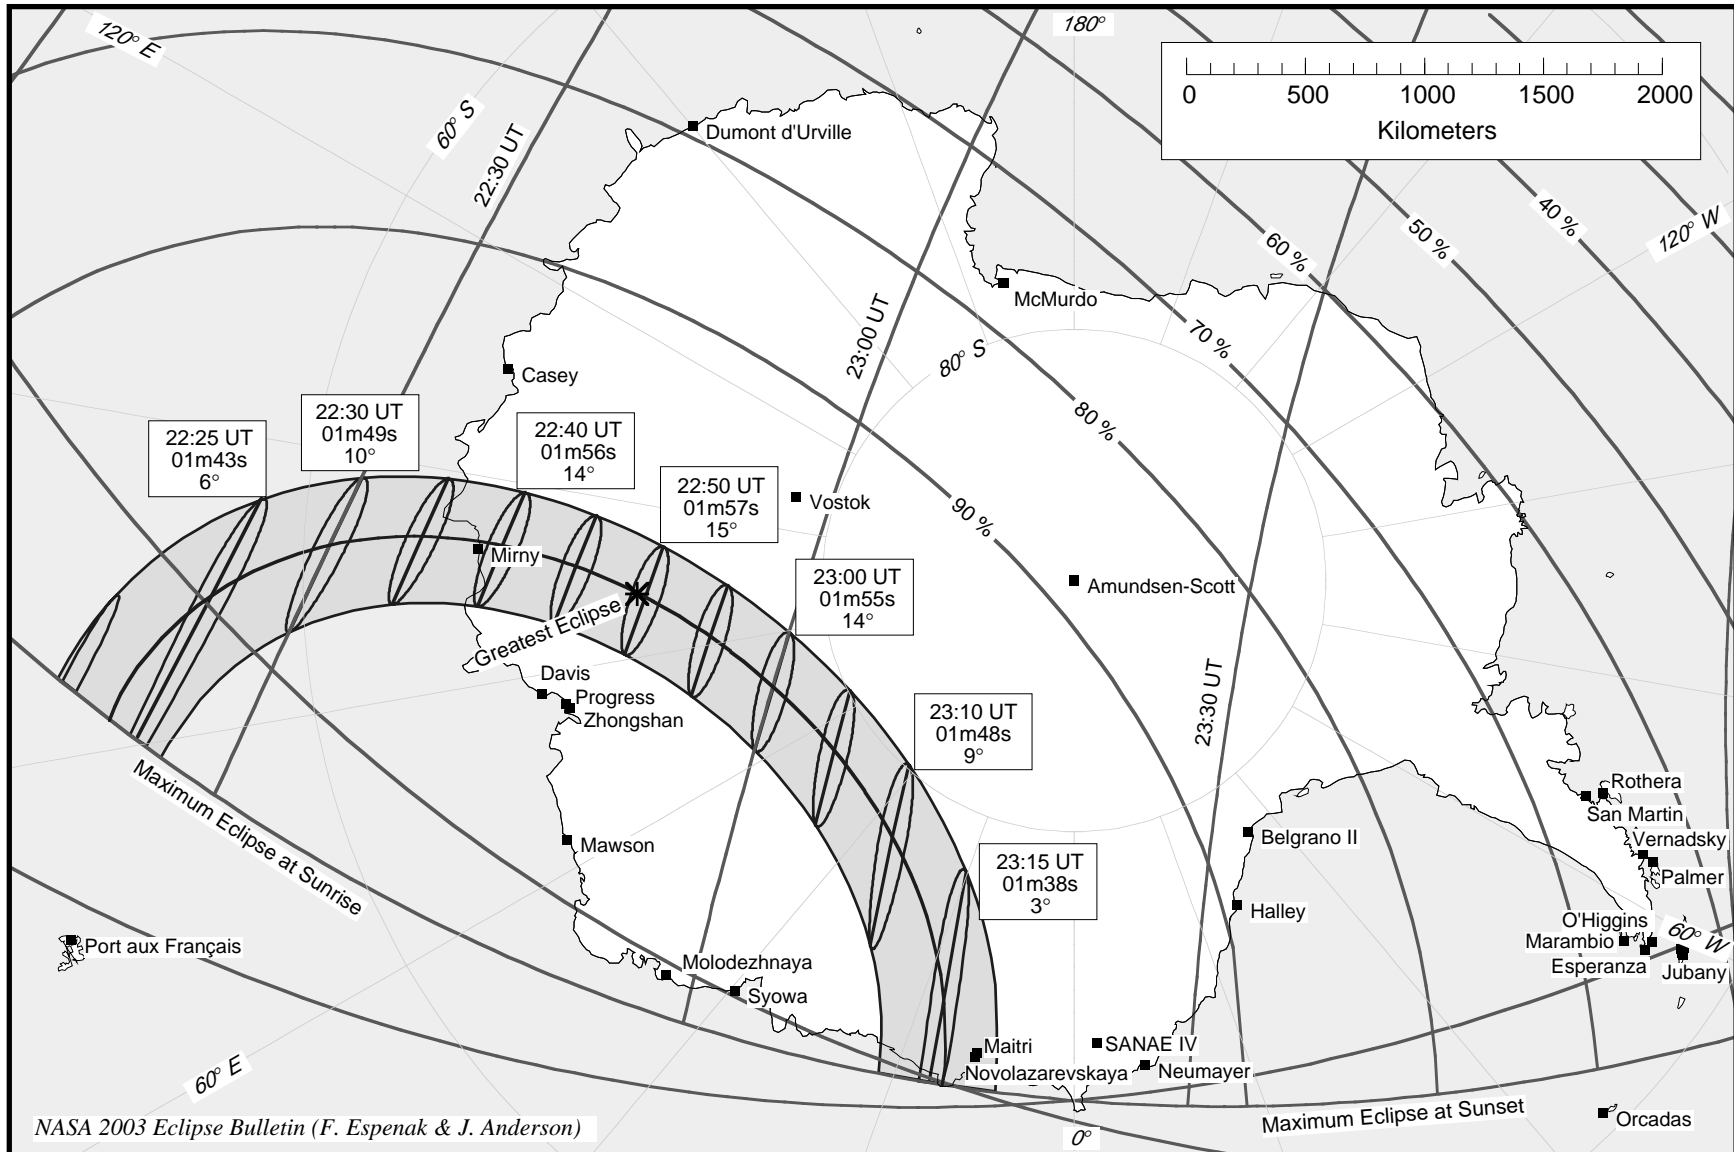 120° E
180°
0 500 1000 1500 2000
Kilometers
60° S
22:30 UT
Dumont d'Urville
40 %
50 %
60 %
120° W
McMurdo
23:00 UT
80° S
70 %
Casey
80 %
22:25 UT
01m43s
6°
22:30 UT
01m49s
10°
22:40 UT
01m56s
14°
22:50 UT
01m57s
15°
Vostok
90 %
Mirny
23:00 UT
01m55s
14°
Amundsen-Scott
Greatest Eclipse
Davis
Progress
Zhongshan
23:30 UT
23:10 UT
01m48s
9°
Maximum Eclipse at Sunrise
Mawson
Rothera
San Martin
Vernadsky
Palmer
Belgrano II
23:15 UT
01m38s
3°
Halley
O'Higgins
Marambio
Esperanza
60° W
Jubany
Port aux Français
Molodezhnaya
Syowa
Maitri
Novolazarevskaya
SANAE IV
Neumayer
60° E
Maximum Eclipse at Sunset
Orcadas
NASA 2003 Eclipse Bulletin (F. Espenak & J. Anderson)
0°